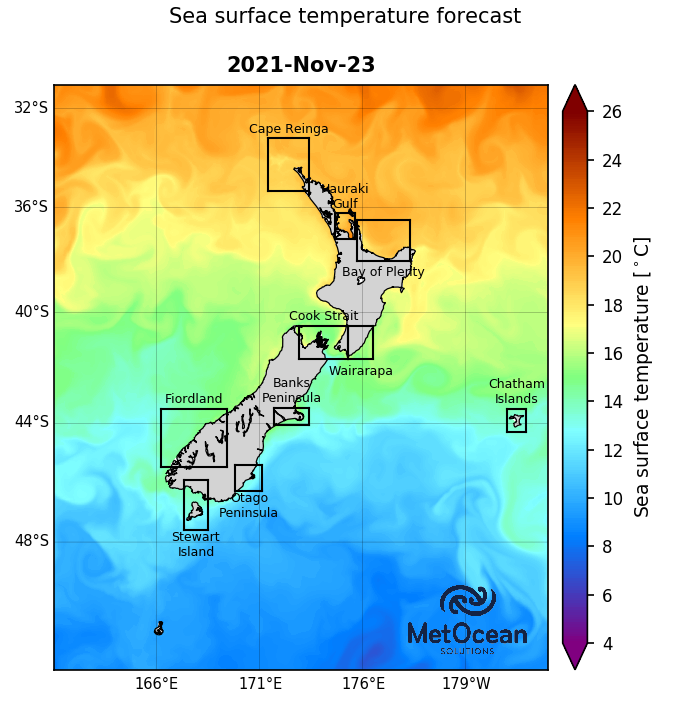 Sea surface temperature forecast
2021-Nov-23
32°S
36°S
40°S
44°S
48°S
Cape Reinga
Hauraki
Gulf
Bay of Plenty
Cook Strait
Wairarapa
Banks
Peninsula
Fiordland
Chatham
Islands
Otago
Peninsula
Stewart
Island
MetOcean
SOLUTIONS
166°E
171°E
176°E
179°W
26
24
22
20
18
16
14
12
10
8
6
4
Sea surface temperature [°C]